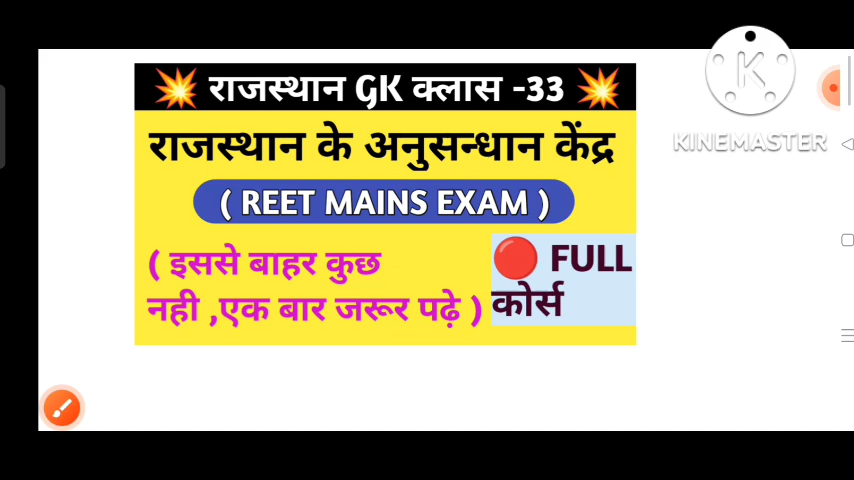 💥 राजस्थान GK क्लास -33 💥
राजस्थान के अनुसन्धान केंद्र
( REET MAINS EXAM )
( इससे बाहर कुछ
नही ,एक बार जरूर पढ़े )
🔴 FULL
कोर्स
K
KINEMASTER